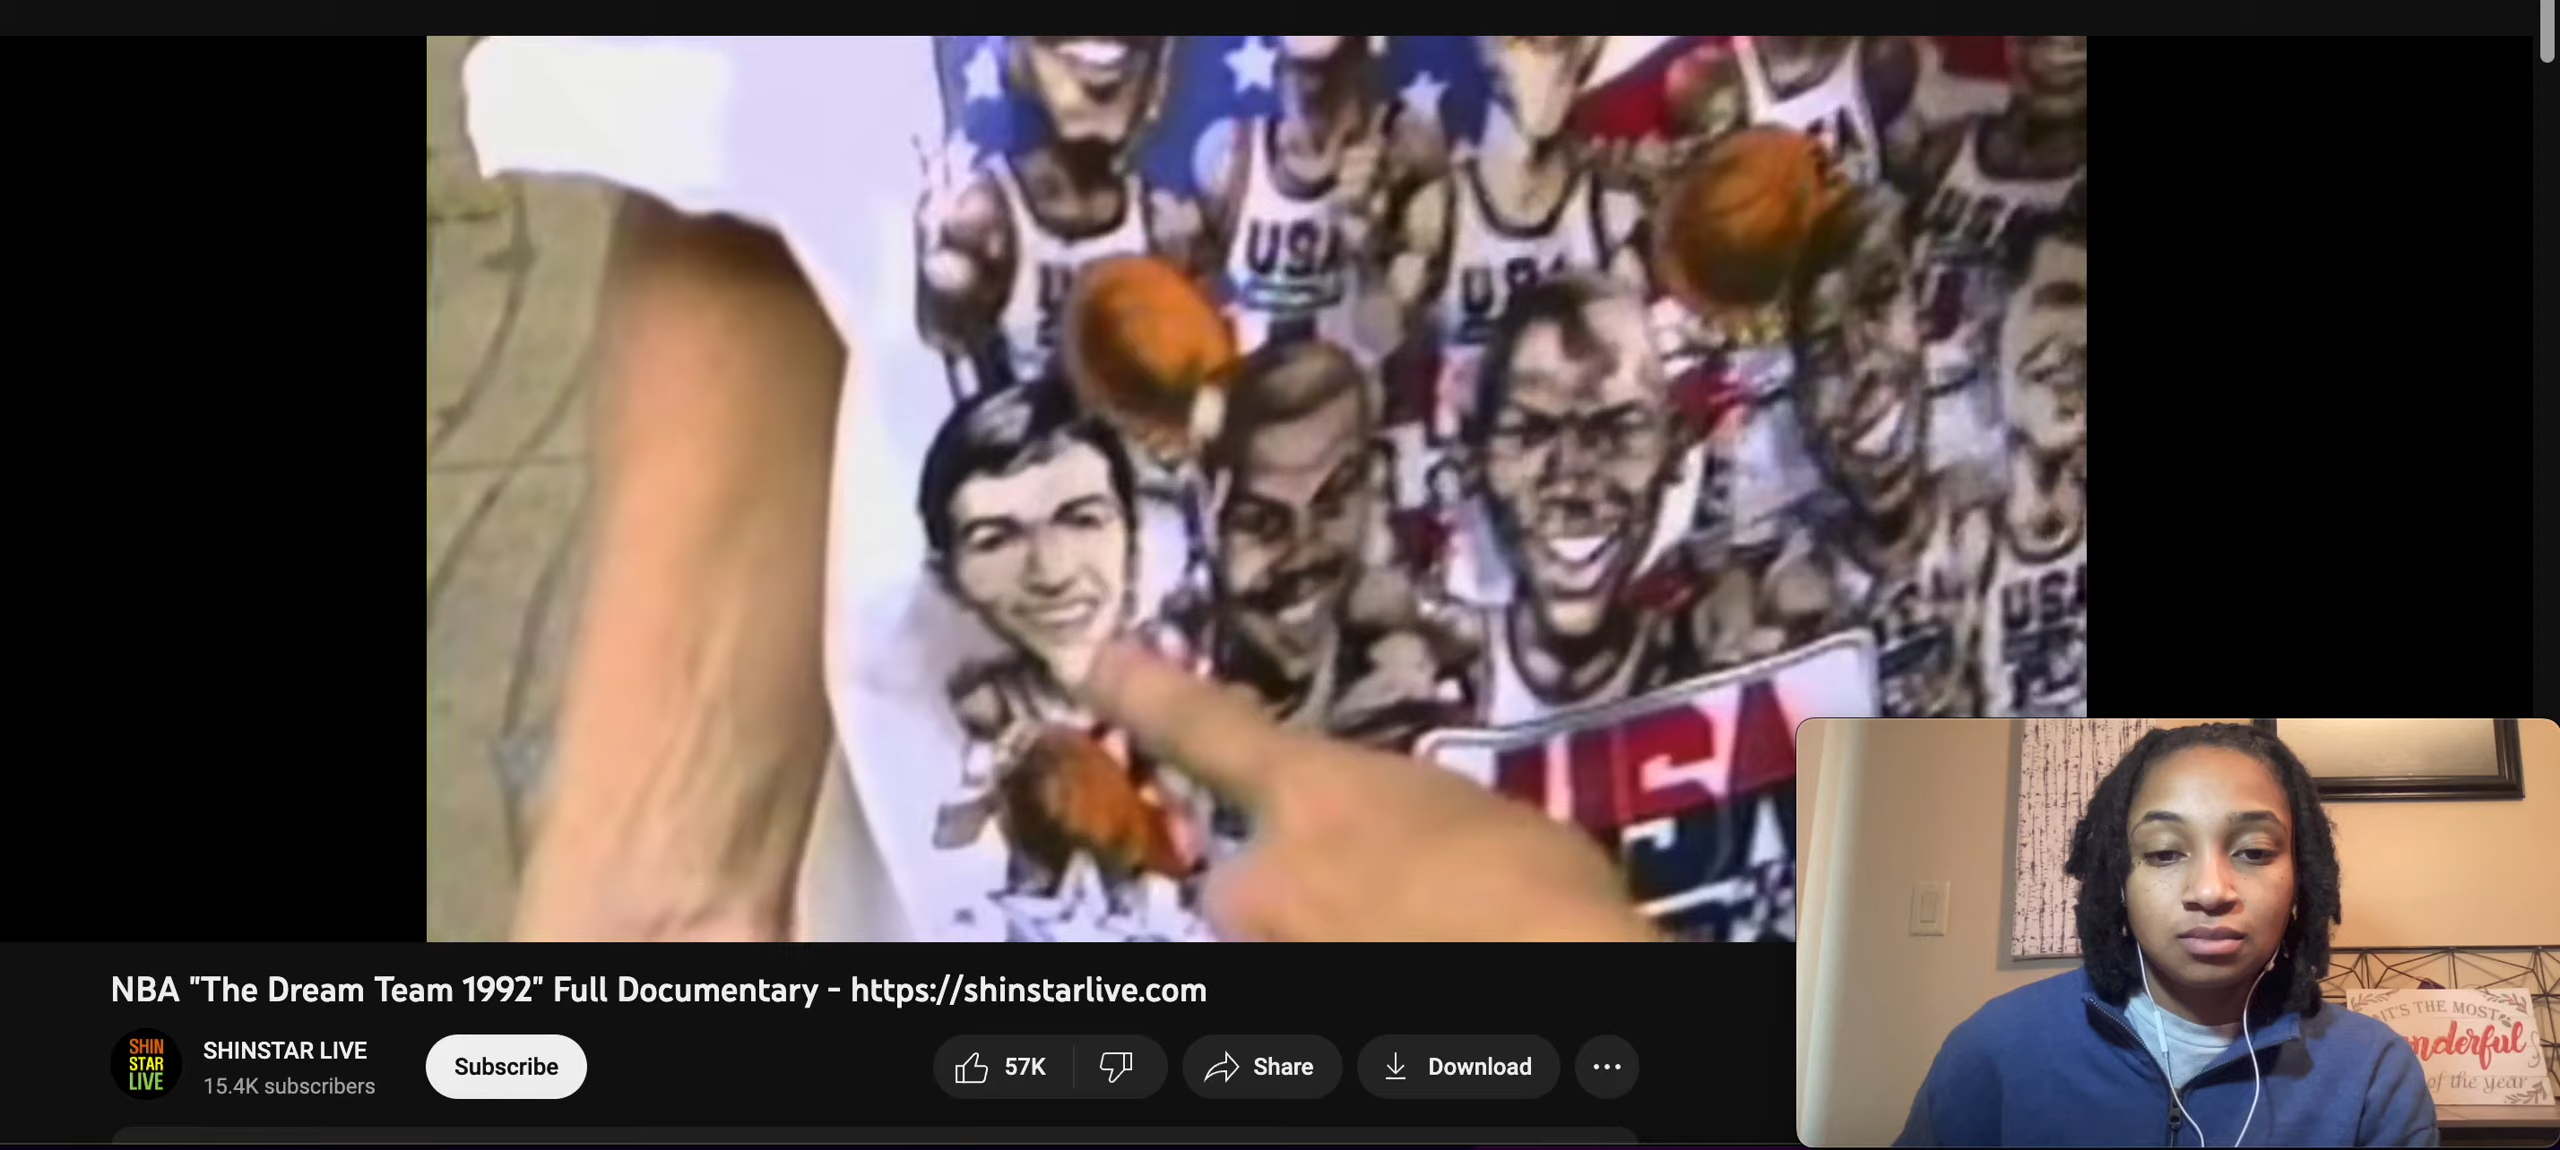 USA
USA
USA
USA
NBA "The Dream Team 1992" Full Documentary - https://shinstarlive.com
SHIN
STAR
LIVE
SHINSTAR LIVE
15.4K subscribers
Subscribe
57K
Share
Download
IT'S THE MOST
of the year